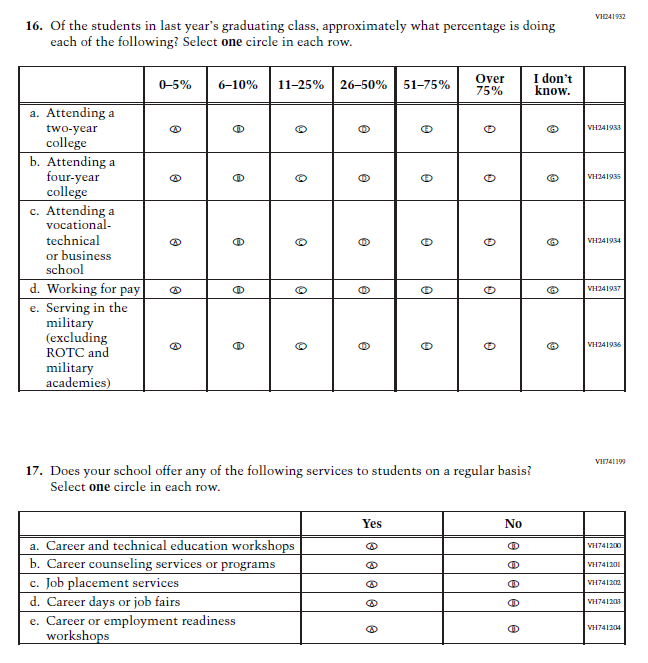 VH241932
16. Of the students in last year's graduating class, approximately what percentage is doing
each of the following? Select one circle in each row.
0–5% 6–10% 11–25% 26–50% 51–75% Over 75% I don't know.
a. Attending a
two-year
college
Ⓐ Ⓑ Ⓒ Ⓓ Ⓔ Ⓕ Ⓖ VH241933
b. Attending a
four-year
college
Ⓐ Ⓑ Ⓒ Ⓓ Ⓔ Ⓕ Ⓖ VH241935
c. Attending a
vocational-
technical
or business
school
Ⓐ Ⓑ Ⓒ Ⓓ Ⓔ Ⓕ Ⓖ VH241934
d. Working for pay Ⓐ Ⓑ Ⓒ Ⓓ Ⓔ Ⓕ Ⓖ VH241937
e. Serving in the
military
(excluding
ROTC and
military
academies)
Ⓐ Ⓑ Ⓒ Ⓓ Ⓔ Ⓕ Ⓖ VH241936
VH741199
17. Does your school offer any of the following services to students on a regular basis?
Select one circle in each row.
Yes No
a. Career and technical education workshops Ⓐ Ⓑ VH741200
b. Career counseling services or programs Ⓐ Ⓑ VH741201
c. Job placement services Ⓐ Ⓑ VH741202
d. Career days or job fairs Ⓐ Ⓑ VH741203
e. Career or employment readiness
workshops Ⓐ Ⓑ VH741204